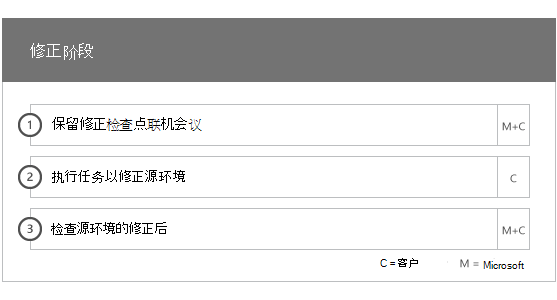 修正阶段
1 保留修正检查点联机会议 M+C
2 执行任务以修正源环境 C
3 检查源环境的修正后 M+C
C = 客户 M = Microsoft